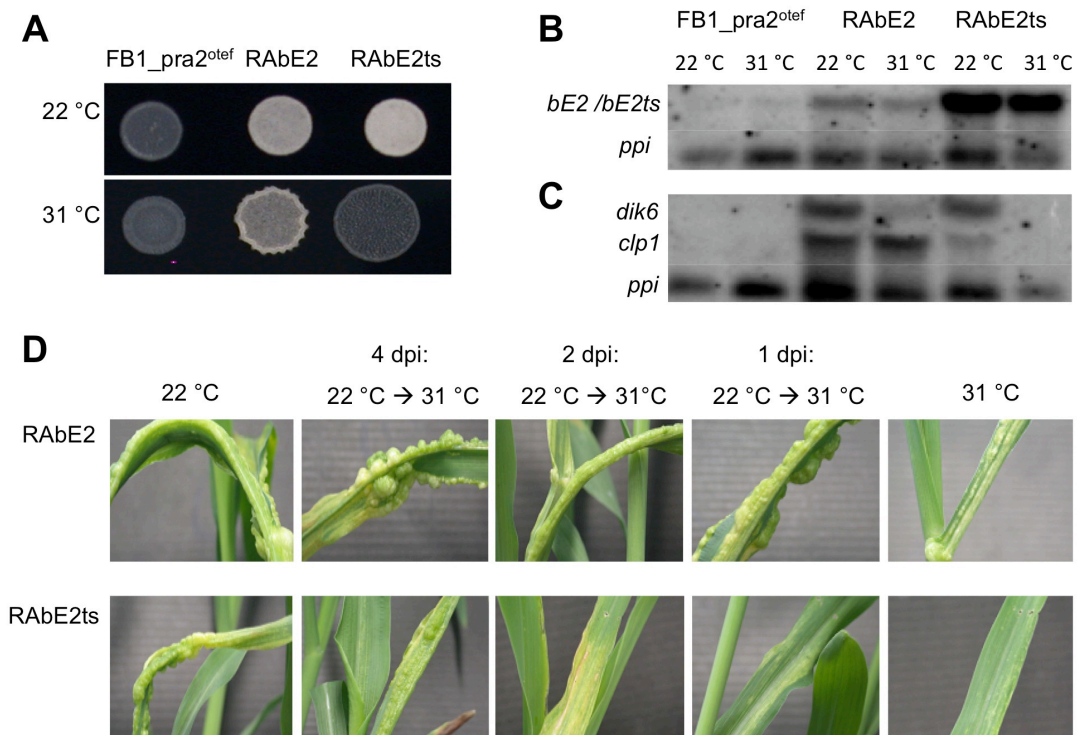 A
FB1_pra2otef RAbE2 RAbE2ts
22 °C
31 °C
B
FB1_pra2otef RAbE2 RAbE2ts
22 °C 31 °C 22 °C 31 °C 22 °C 31 °C
bE2 /bE2ts
ppi
C
dik6
clp1
ppi
D
4 dpi: 2 dpi: 1 dpi:
22 °C 22 °C → 31 °C 22 °C → 31°C 22 °C → 31 °C 31 °C
RAbE2
RAbE2ts